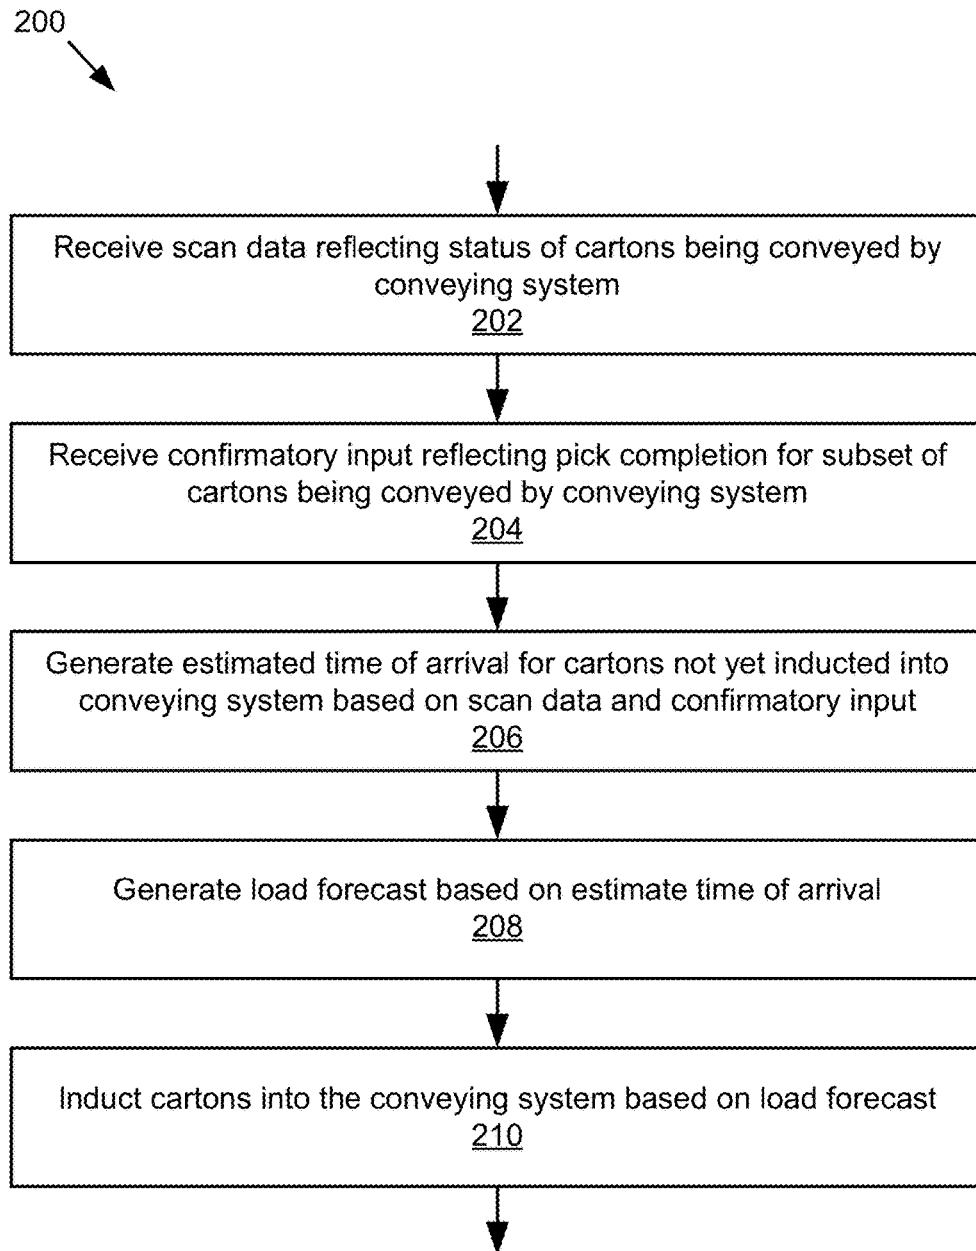 200
Receive scan data reflecting status of cartons being conveyed by
conveying system
202
Receive confirmatory input reflecting pick completion for subset of
cartons being conveyed by conveying system
204
Generate estimated time of arrival for cartons not yet inducted into
conveying system based on scan data and confirmatory input
206
Generate load forecast based on estimate time of arrival
208
Induct cartons into the conveying system based on load forecast
210